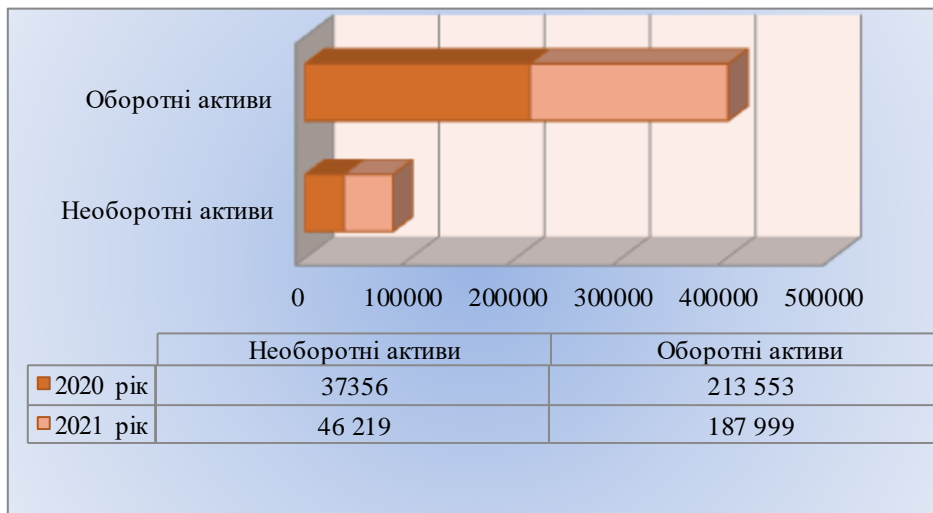 Оборотні активи
Необоротні активи
0 100000 200000 300000 400000 500000
Необоротні активи Оборотні активи
2020 рік 37356 213 553
2021 рік 46 219 187 999